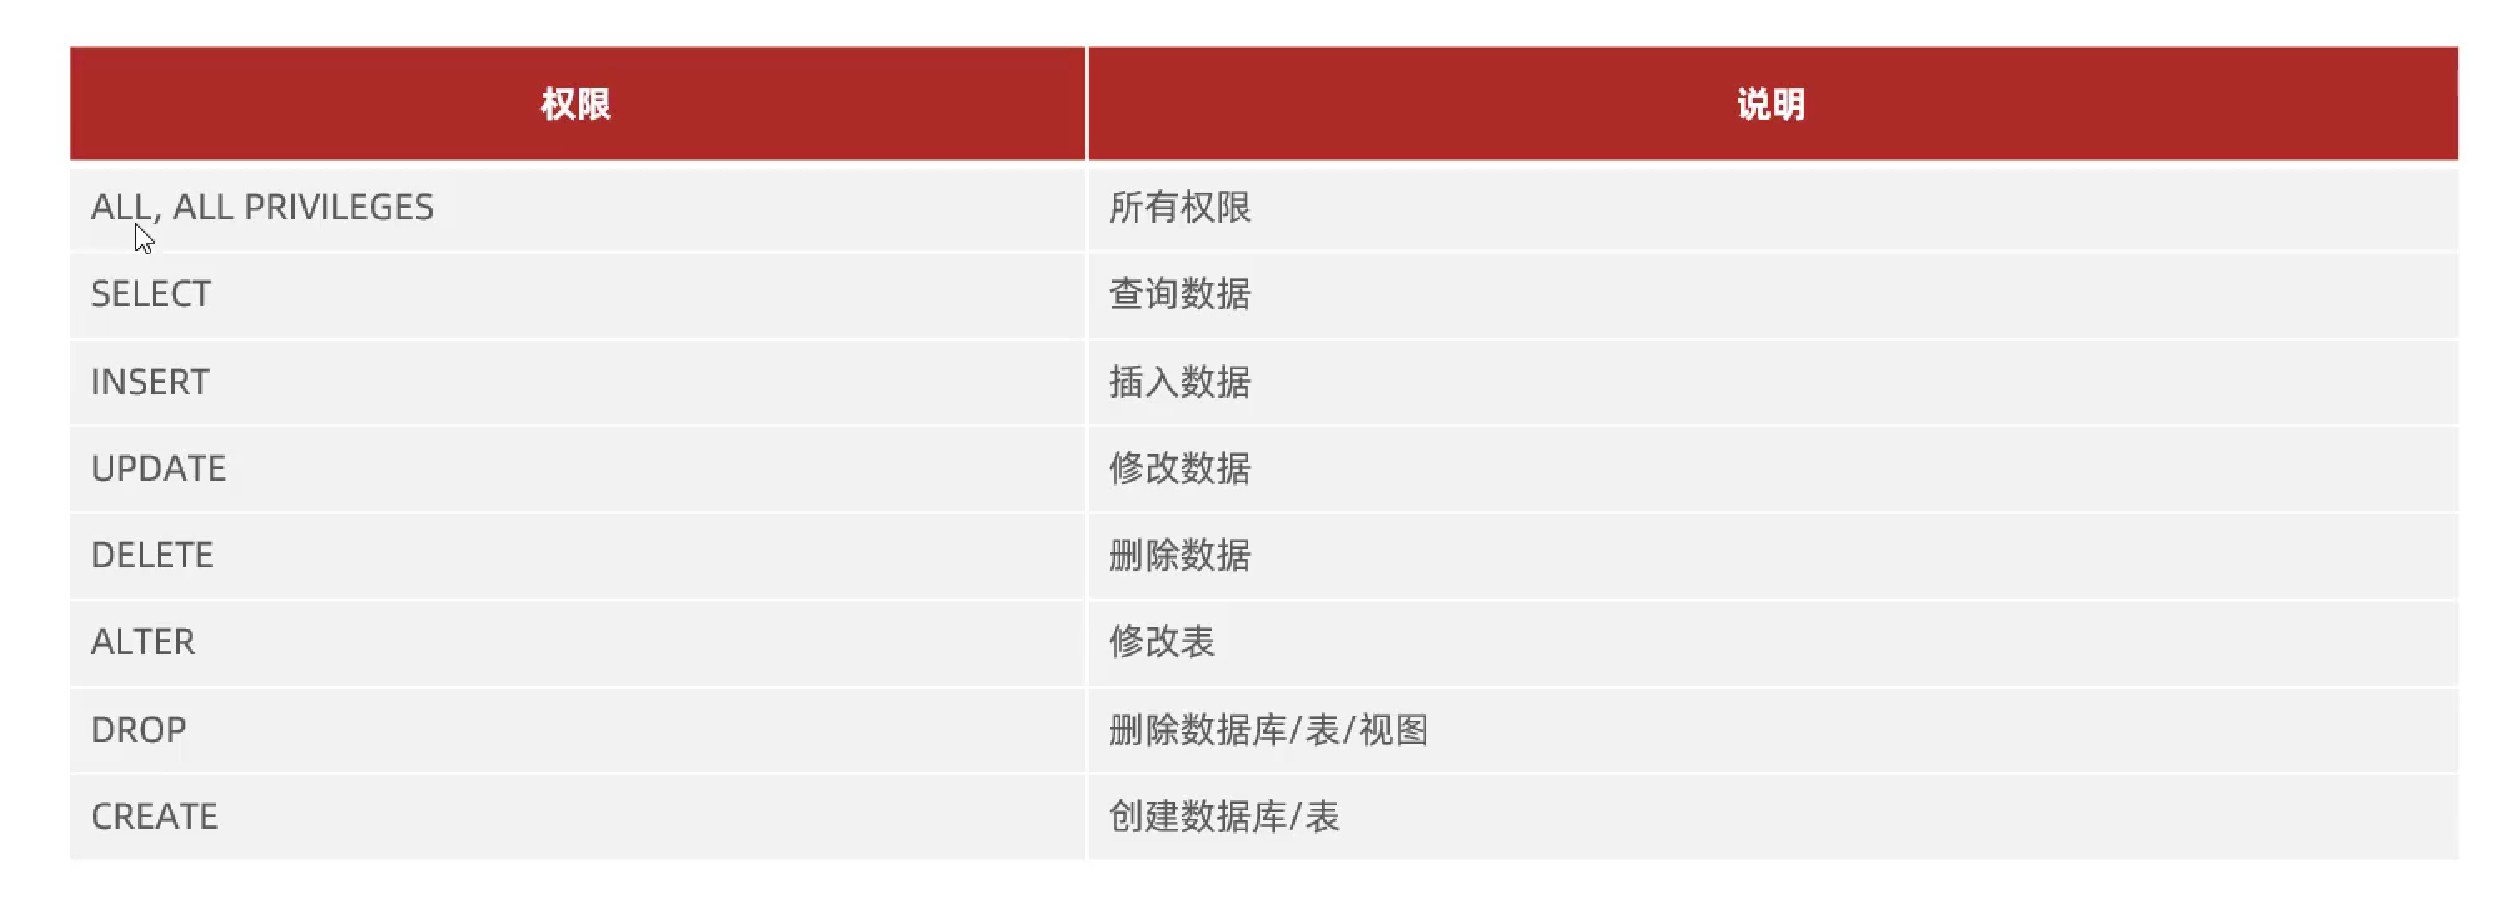 权限 说明
ALL, ALL PRIVILEGES 所有权限
SELECT 查询数据
INSERT 插入数据
UPDATE 修改数据
DELETE 删除数据
ALTER 修改表
DROP 删除数据库/表/视图
CREATE 创建数据库/表